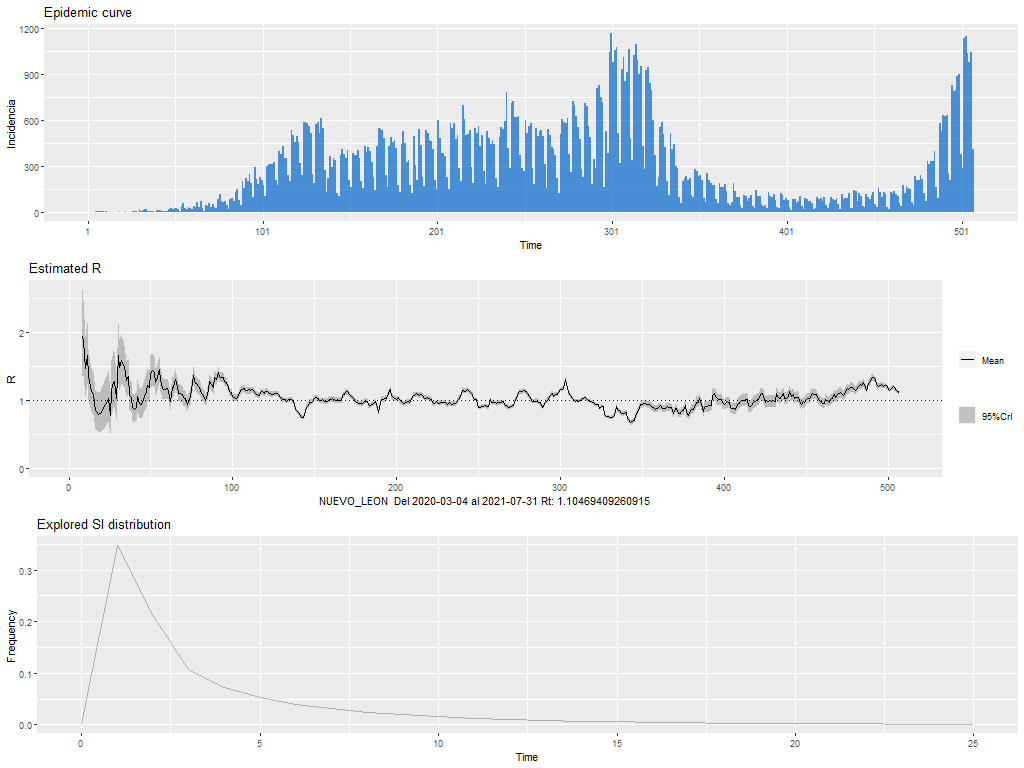 Epidemic curve
1200
900
600
300
0
Incidencia
1 101 201 301 401 501
Time
Estimated R
2
1
0
R
Mean
95%CrI
0 100 200 300 400 500
NUEVO_LEON Del 2020-03-04 al 2021-07-31 Rt: 1.10469409260915
Explored SI distribution
0.3
0.2
0.1
0.0
Frequency
0 5 10 15 20 25
Time